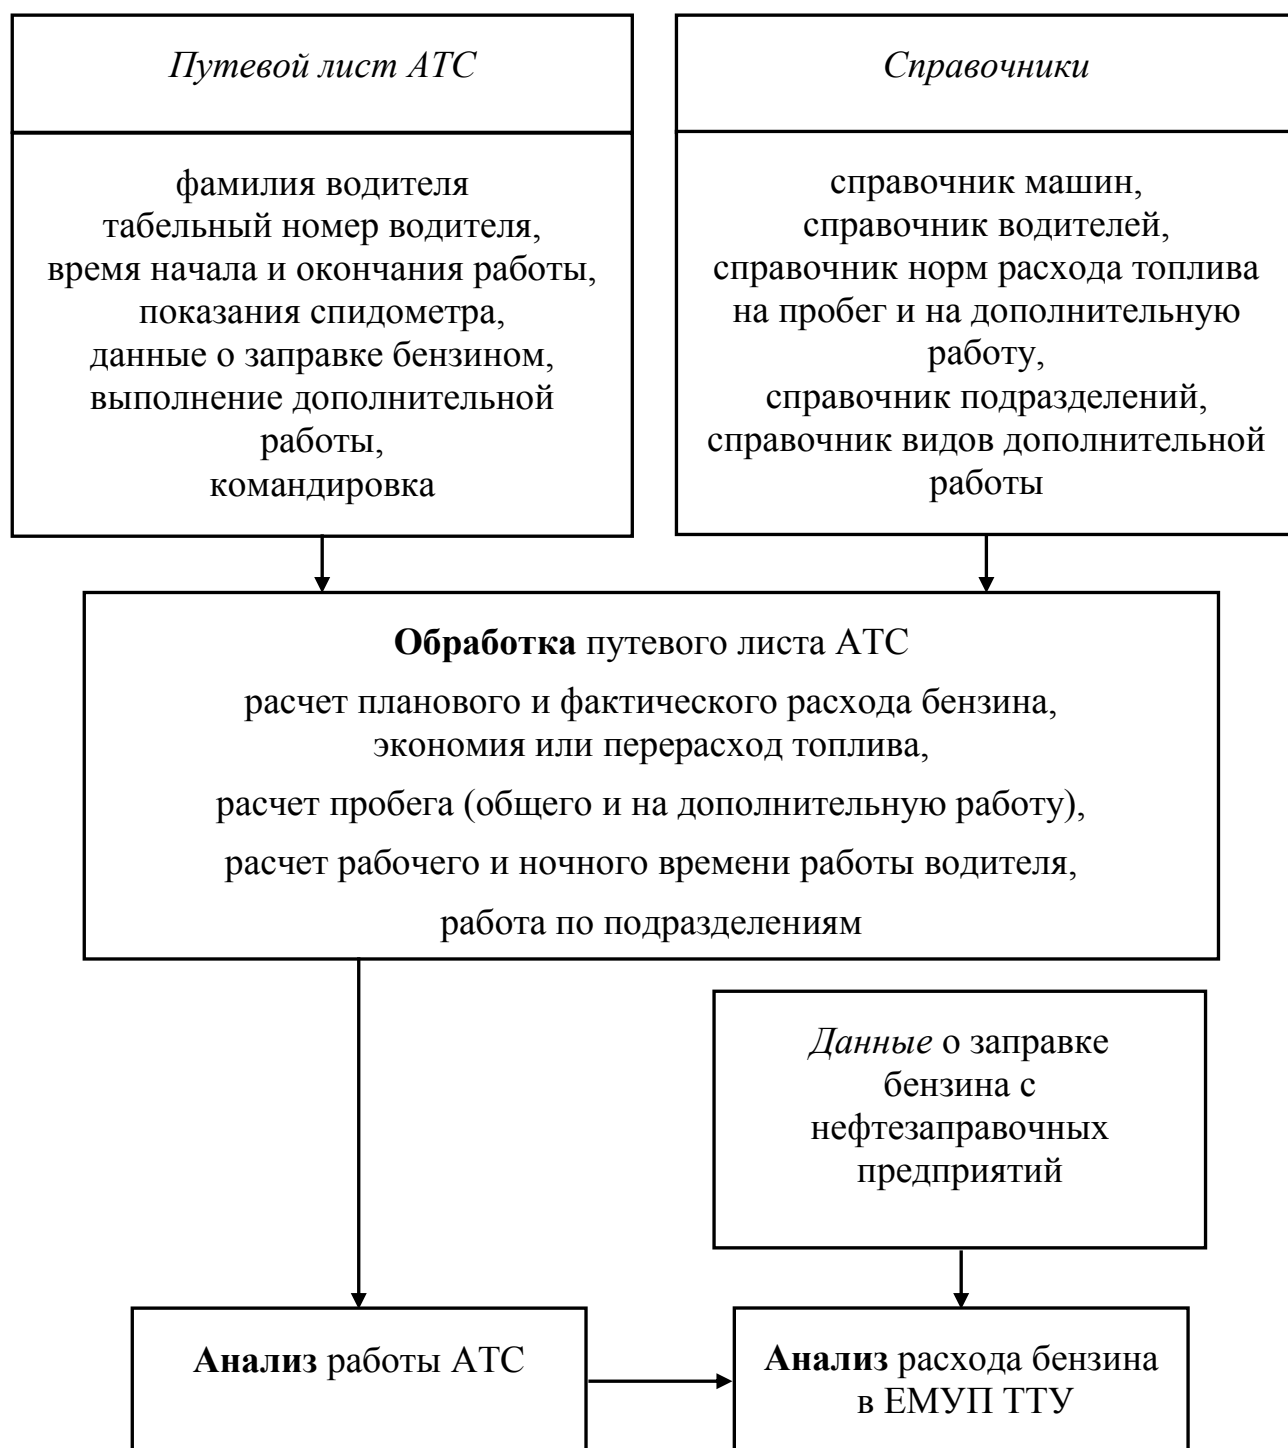 Путевой лист АТС
фамилия водителя
табельный номер водителя,
время начала и окончания работы,
показания спидометра,
данные о заправке бензином,
выполнение дополнительной
работы,
командировка
Справочники
справочник машин,
справочник водителей,
справочник норм расхода топлива
на пробег и на дополнительную
работу,
справочник подразделений,
справочник видов дополнительной
работы
Обработка путевого листа АТС
расчет планового и фактического расхода бензина,
экономия или перерасход топлива,
расчет пробега (общего и на дополнительную работу),
расчет рабочего и ночного времени работы водителя,
работа по подразделениям
Данные о заправке
бензина с
нефтезаправочных
предприятий
Анализ работы АТС
Анализ расхода бензина
в ЕМУП ТТУ